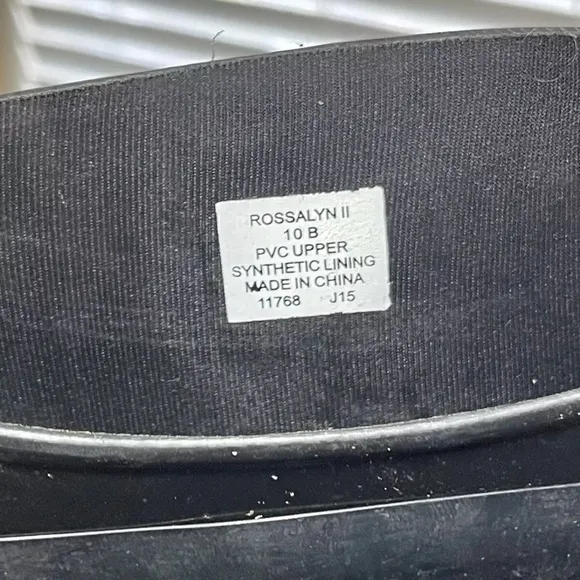 ROSSALYN II
10 B
PVC UPPER
SYNTHETIC LINING
MADE IN CHINA
11768 J15